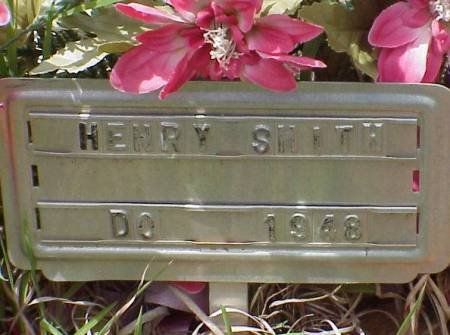 HENRY SMITH
DO 1948